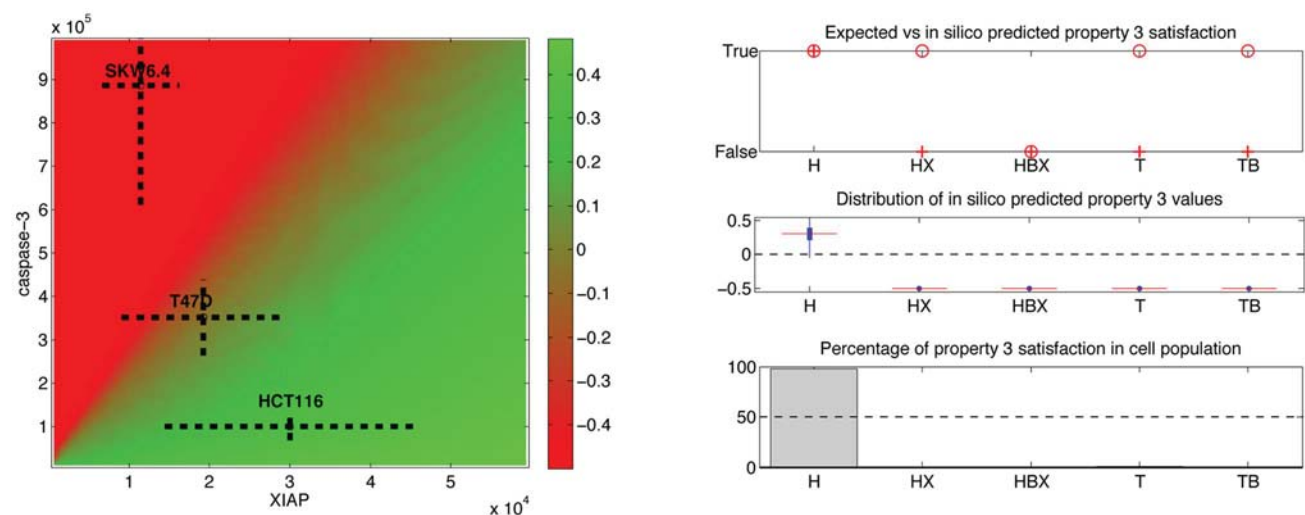 x 10^5
9
8
7
6
5
4
3
2
1
caspase-3
SKW6.4
T47D
HCT116
1 2 3 4 5
XIAP
x 10^4
0.4
0.3
0.2
0.1
0
−0.1
−0.2
−0.3
−0.4
Expected vs in silico predicted property 3 satisfaction
True
False
H HX HBX T TB
Distribution of in silico predicted property 3 values
0.5
0
−0.5
H HX HBX T TB
Percentage of property 3 satisfaction in cell population
100
50
0
H HX HBX T TB